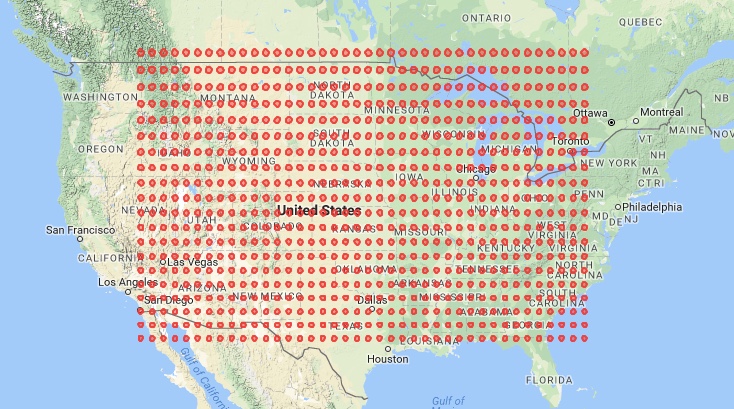 ONTARIO
QUEBEC
WASHINGTON
MONTANA
NORTH
DAKOTA
MINNESOTA
NB
Ottawa
Montreal
MAINE
NOV
OREGON
IDAHO
SOUTH
DAKOTA
WISCONSIN
MICHIGAN
Toronto
VT
NH
WYOMING
NEW YORK
MA
CT RI
Chicago
IOWA
NEBRASKA
ILLINOIS
OHIO
PENN
NEVADA
UTAH
United States
INDIANA
MD
DE
NJ
Philadelphia
San Francisco
COLORADO
KANSAS
MISSOURI
WEST
VIRGINIA
KENTUCKY
VIRGINIA
CALIFORNIA
Las Vegas
OKLAHOMA
ARKANSAS
TENNESSEE
NORTH
CAROLINA
Los Angeles
ARIZONA
NEW MEXICO
San Diego
Dallas
MISSISSIPPI
SOUTH
CAROLINA
ALABAMA
TEXAS
GEORGIA
LOUISIANA
Houston
Gulf of
California
FLORIDA
Gulf of